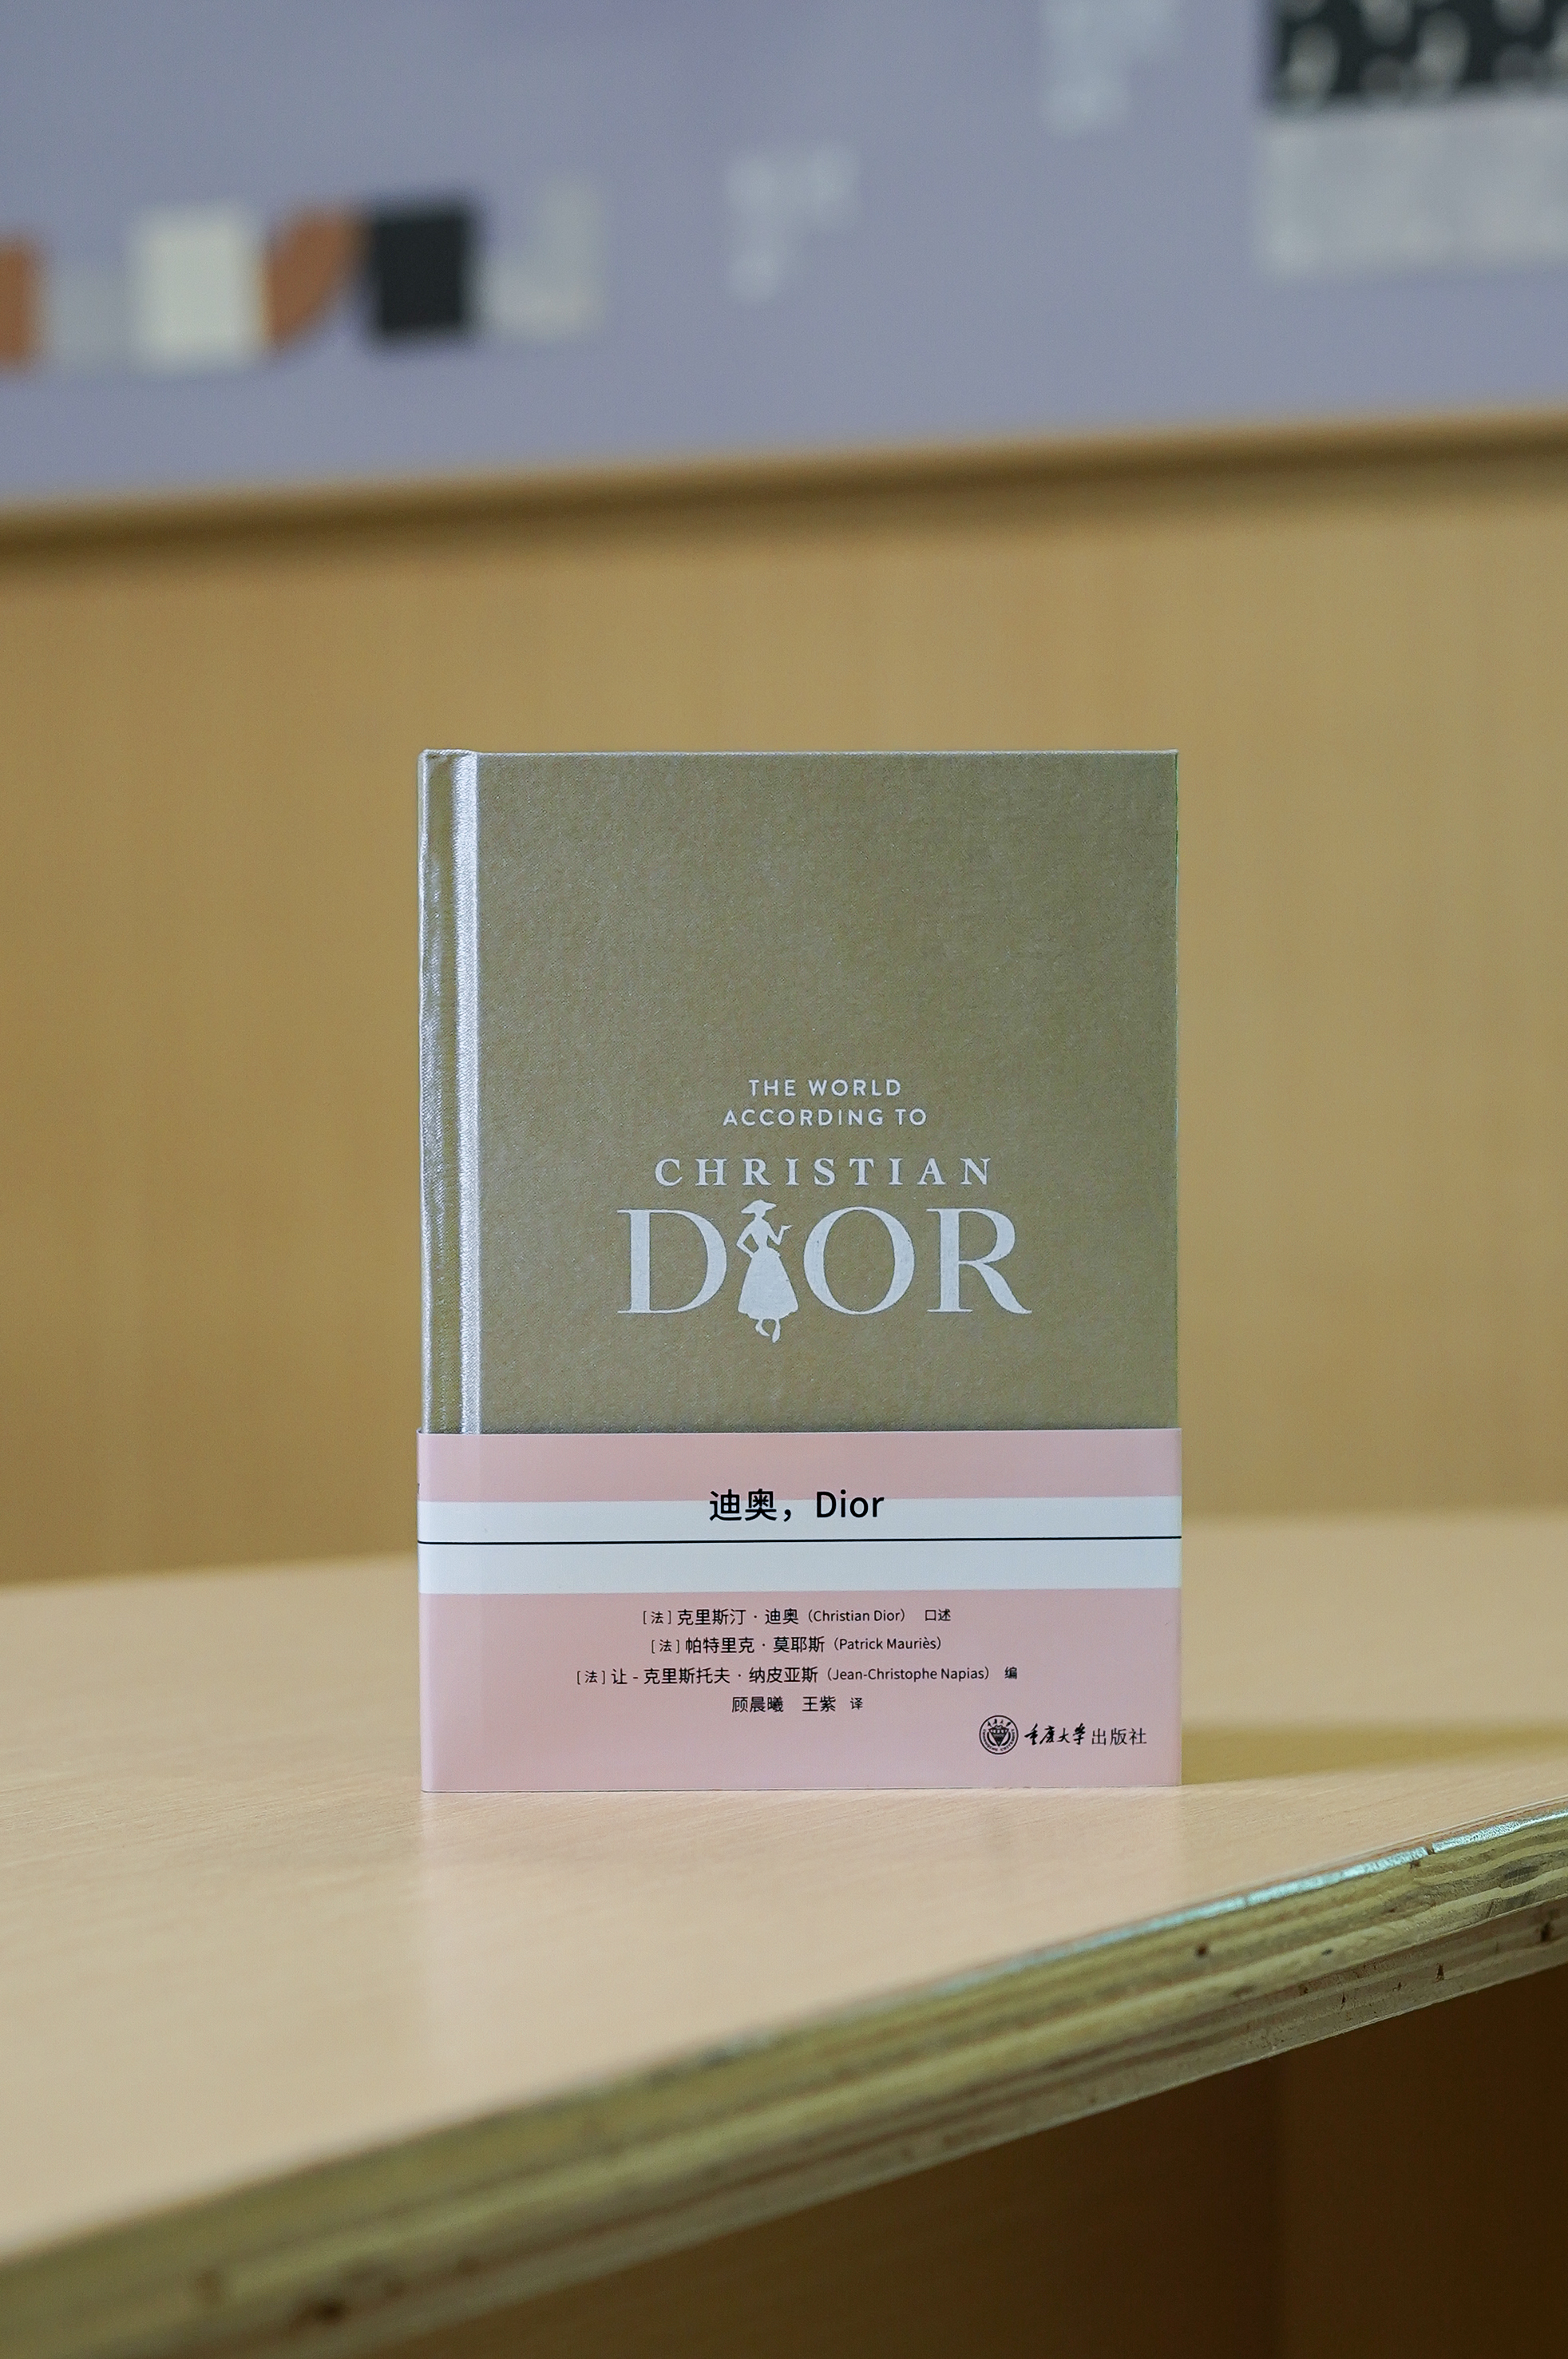 THE WORLD
ACCORDING TO
CHRISTIAN
DIOR
迪奥，Dior
［法］克里斯汀·迪奥（Christian Dior） 口述
［法］帕特里克·莫耶斯（Patrick Mauriès）
［法］让-克里斯托夫·纳皮亚斯（Jean-Christophe Napias） 编
顾晨曦 王紫 译
重庆大学出版社